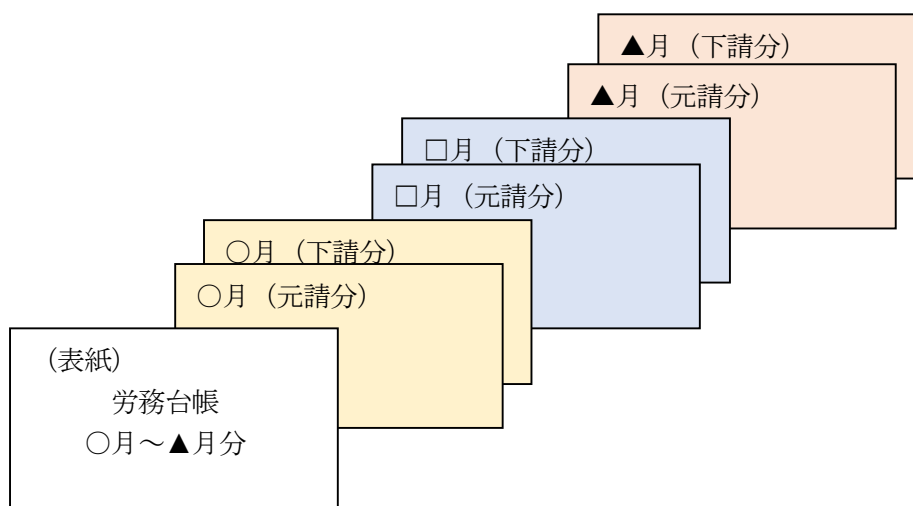 ▲月（下請分）
▲月（元請分）
□月（下請分）
□月（元請分）
○月（下請分）
○月（元請分）
（表紙）
労務台帳
○月～▲月分